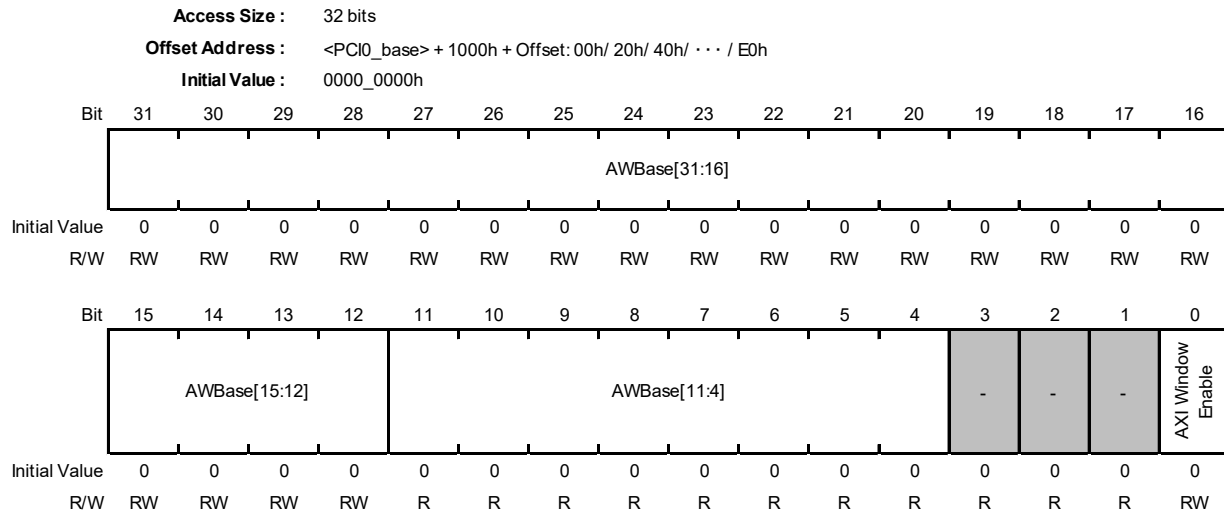 Access Size : 32 bits
Offset Address : <PCI0_base> + 1000h + Offset: 00h/ 20h/ 40h/ ··· / E0h
Initial Value : 0000_0000h
Bit 31 30 29 28 27 26 25 24 23 22 21 20 19 18 17 16
AWBase[31:16]
Initial Value 0 0 0 0 0 0 0 0 0 0 0 0 0 0 0 0
R/W RW RW RW RW RW RW RW RW RW RW RW RW RW RW RW RW
Bit 15 14 13 12 11 10 9 8 7 6 5 4 3 2 1 0
AWBase[15:12] AWBase[11:4] - - - AXI Window
Enable
Initial Value 0 0 0 0 0 0 0 0 0 0 0 0 0 0 0 0
R/W RW RW RW RW R R R R R R R R R R R RW